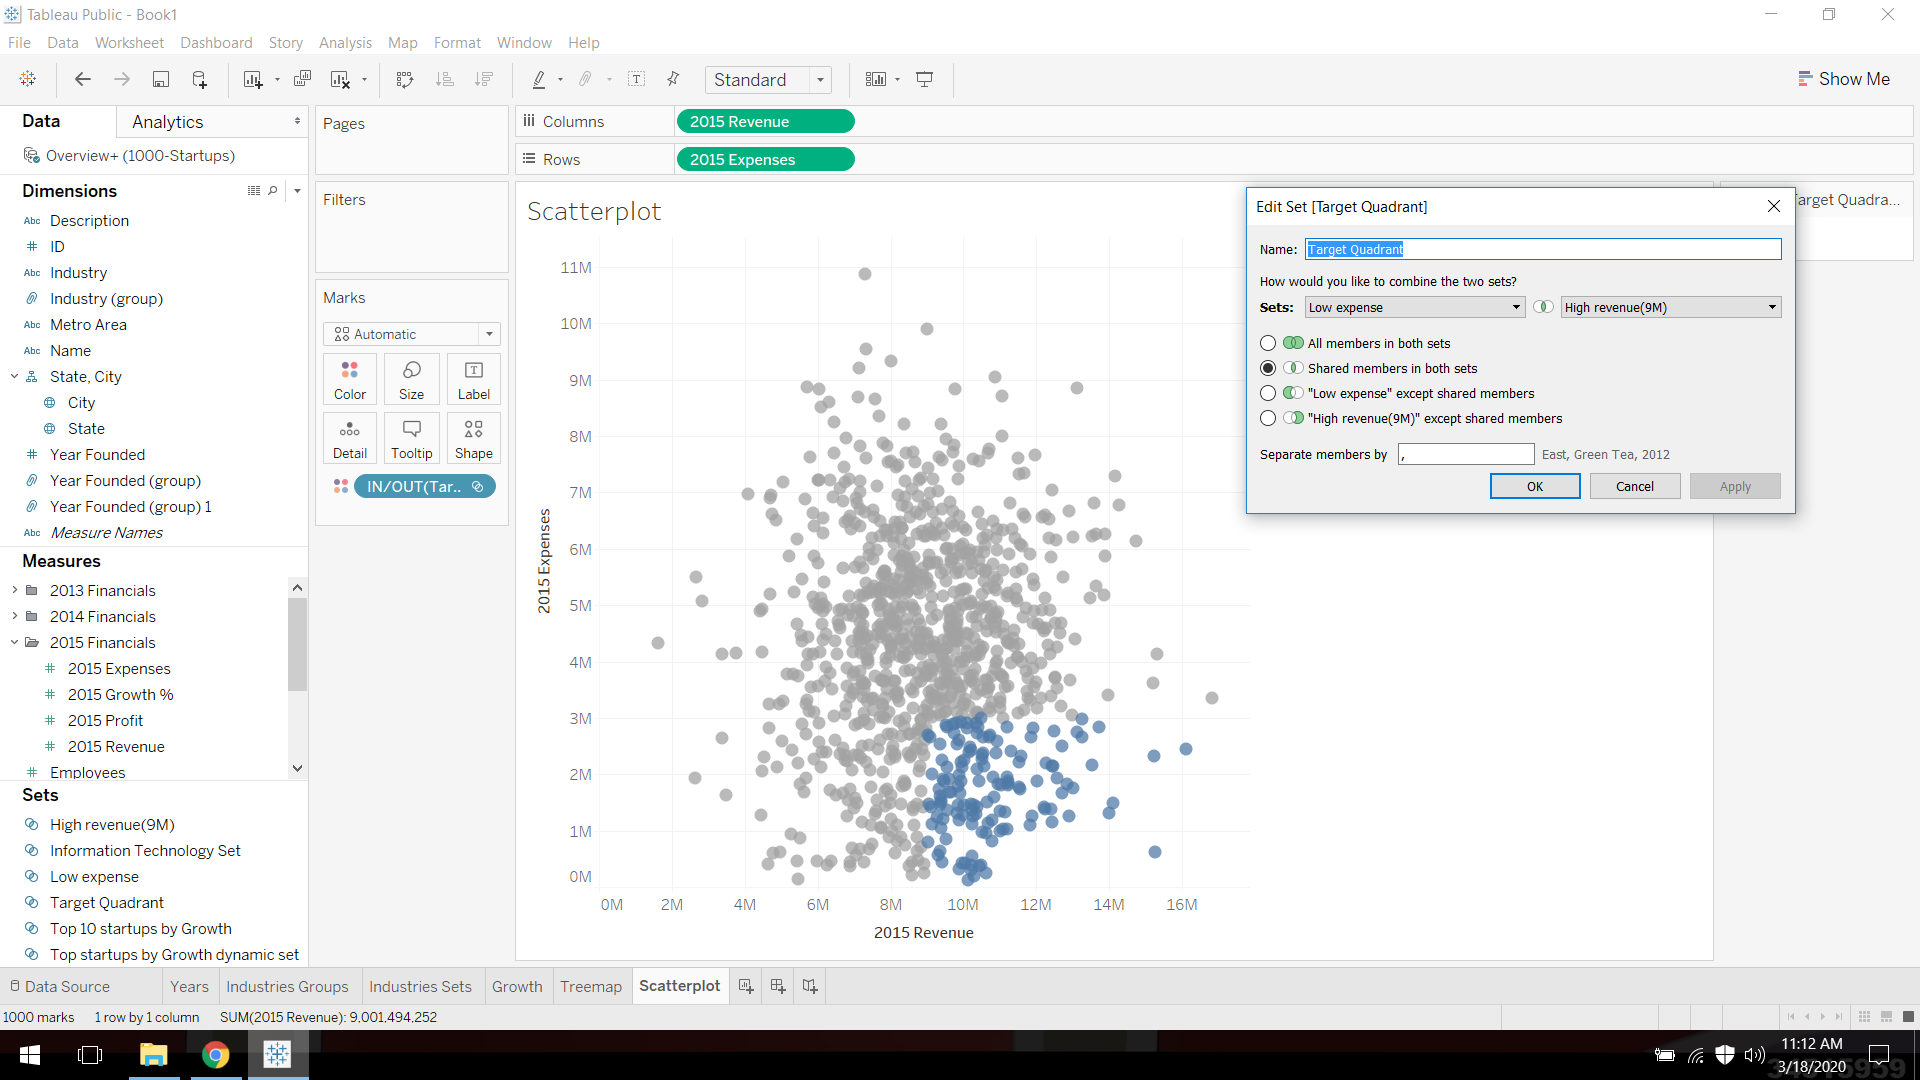 Tableau Public - Book1
File Data Worksheet Dashboard Story Analysis Map Format Window Help
Standard
Show Me
Data
Analytics
Overview+ (1000-Startups)
Dimensions
Abc Description
# ID
Abc Industry
Industry (group)
Abc Metro Area
Abc Name
State, City
City
State
# Year Founded
Year Founded (group)
Year Founded (group) 1
Abc Measure Names
Measures
2013 Financials
2014 Financials
2015 Financials
# 2015 Expenses
# 2015 Growth %
# 2015 Profit
# 2015 Revenue
# Employees
Sets
High revenue(9M)
Information Technology Set
Low expense
Target Quadrant
Top 10 startups by Growth
Top startups by Growth dynamic set
Pages
Filters
Marks
Automatic
Color Size Label
Detail Tooltip Shape
IN/OUT(Tar..
Columns
2015 Revenue
Rows
2015 Expenses
Scatterplot
11M
10M
9M
8M
7M
6M
5M
4M
3M
2M
1M
0M
2015 Expenses
0M 2M 4M 6M 8M 10M 12M 14M 16M
2015 Revenue
Target Quadra...
Edit Set [Target Quadrant]
Name: Target Quadrant
How would you like to combine the two sets?
Sets: Low expense High revenue(9M)
All members in both sets
Shared members in both sets
"Low expense" except shared members
"High revenue(9M)" except shared members
Separate members by , East, Green Tea, 2012
OK Cancel Apply
Data Source Years Industries Groups Industries Sets Growth Treemap Scatterplot
1000 marks 1 row by 1 column SUM(2015 Revenue): 9,001,494,252
11:12 AM
3/18/2020
34515959